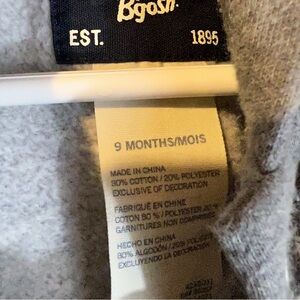 Bgosh
EST. 1895
9 MONTHS/MOIS
MADE IN CHINA
80% COTTON / 20% POLYESTER
EXCLUSIVE OF DECORATION
FABRIQUÉ EN CHINE
COTON 80 % / POLYESTER 20 %
GARNITURES NON COMPRISES
HECHO EN CHINA
80% ALGODÓN / 20% POLIÉSTER
EXCLUYENDO LA DECORACIÓN